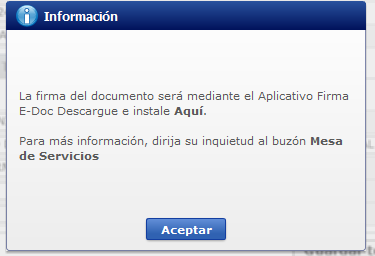 Información
La firma del documento será mediante el Aplicativo Firma
E-Doc Descargue e instale Aquí.
Para más información, dirija su inquietud al buzón Mesa
de Servicios
Aceptar